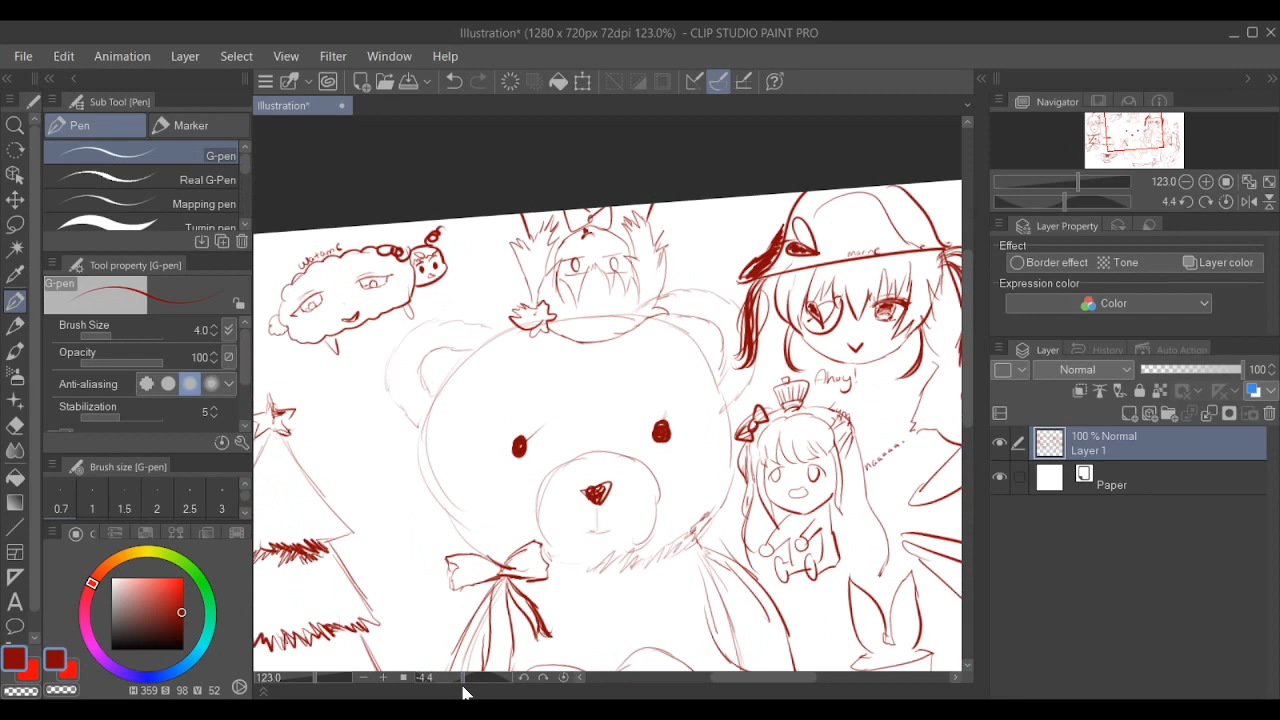 Illustration* (1280 x 720px 72dpi 123.0%) - CLIP STUDIO PAINT PRO
File Edit Animation Layer Select View Filter Window Help
Sub Tool [Pen]
Illustration*
Navigator
Pen Marker
G-pen
Real G-Pen
Mapping pen
Turnip pen
123.0
4.4
Layer Property
Effect
Border effect Tone Layer color
Expression color
Color
Tool property [G-pen]
G-pen
Brush Size 4.0
Opacity 100
Anti-aliasing
Stabilization 5
Layer History Auto Action
Normal 100
100 % Normal
Layer 1
Paper
Brush size [G-pen]
0.7 1 1.5 2 2.5 3
C
H 359 S 98 V 52
Watame
marine
Ahoy!
naaaaa..
123.0 -4.4